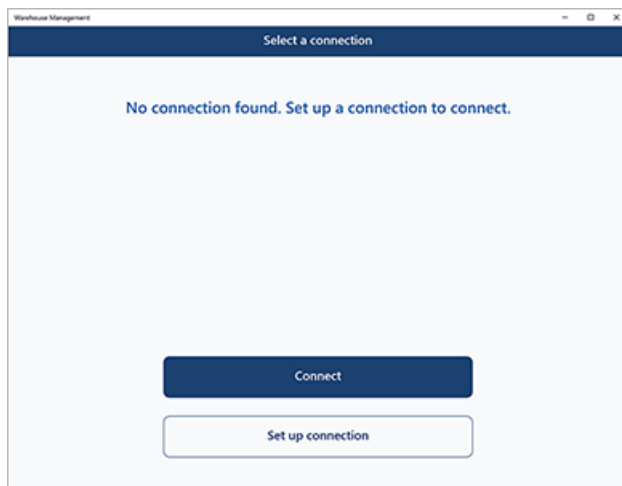 Warehouse Management
Select a connection
No connection found. Set up a connection to connect.
Connect
Set up connection